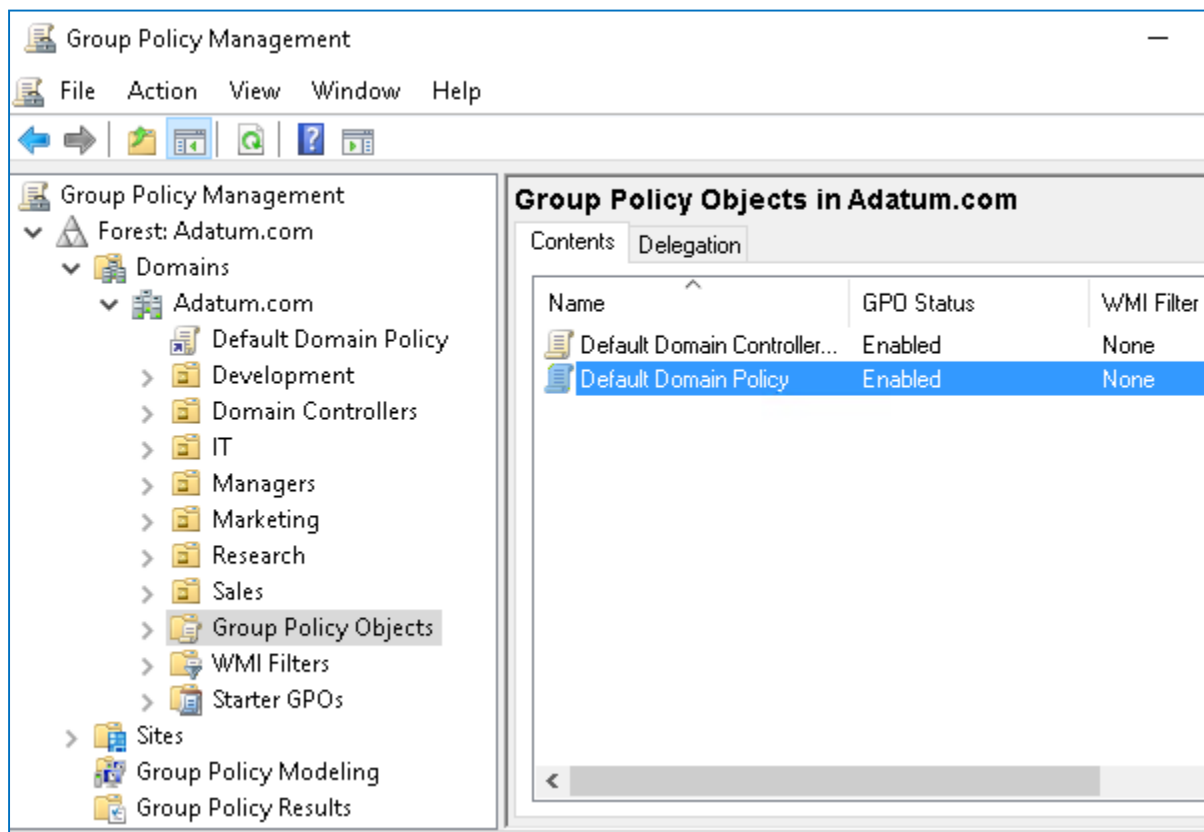 Group Policy Management
File Action View Window Help
?
Group Policy Management
Forest: Adatum.com
Domains
Adatum.com
Default Domain Policy
Development
Domain Controllers
IT
Managers
Marketing
Research
Sales
Group Policy Objects
WMI Filters
Starter GPOs
Sites
Group Policy Modeling
Group Policy Results
Group Policy Objects in Adatum.com
Contents Delegation
Name GPO Status WMI Filter
Default Domain Controller... Enabled None
Default Domain Policy Enabled None